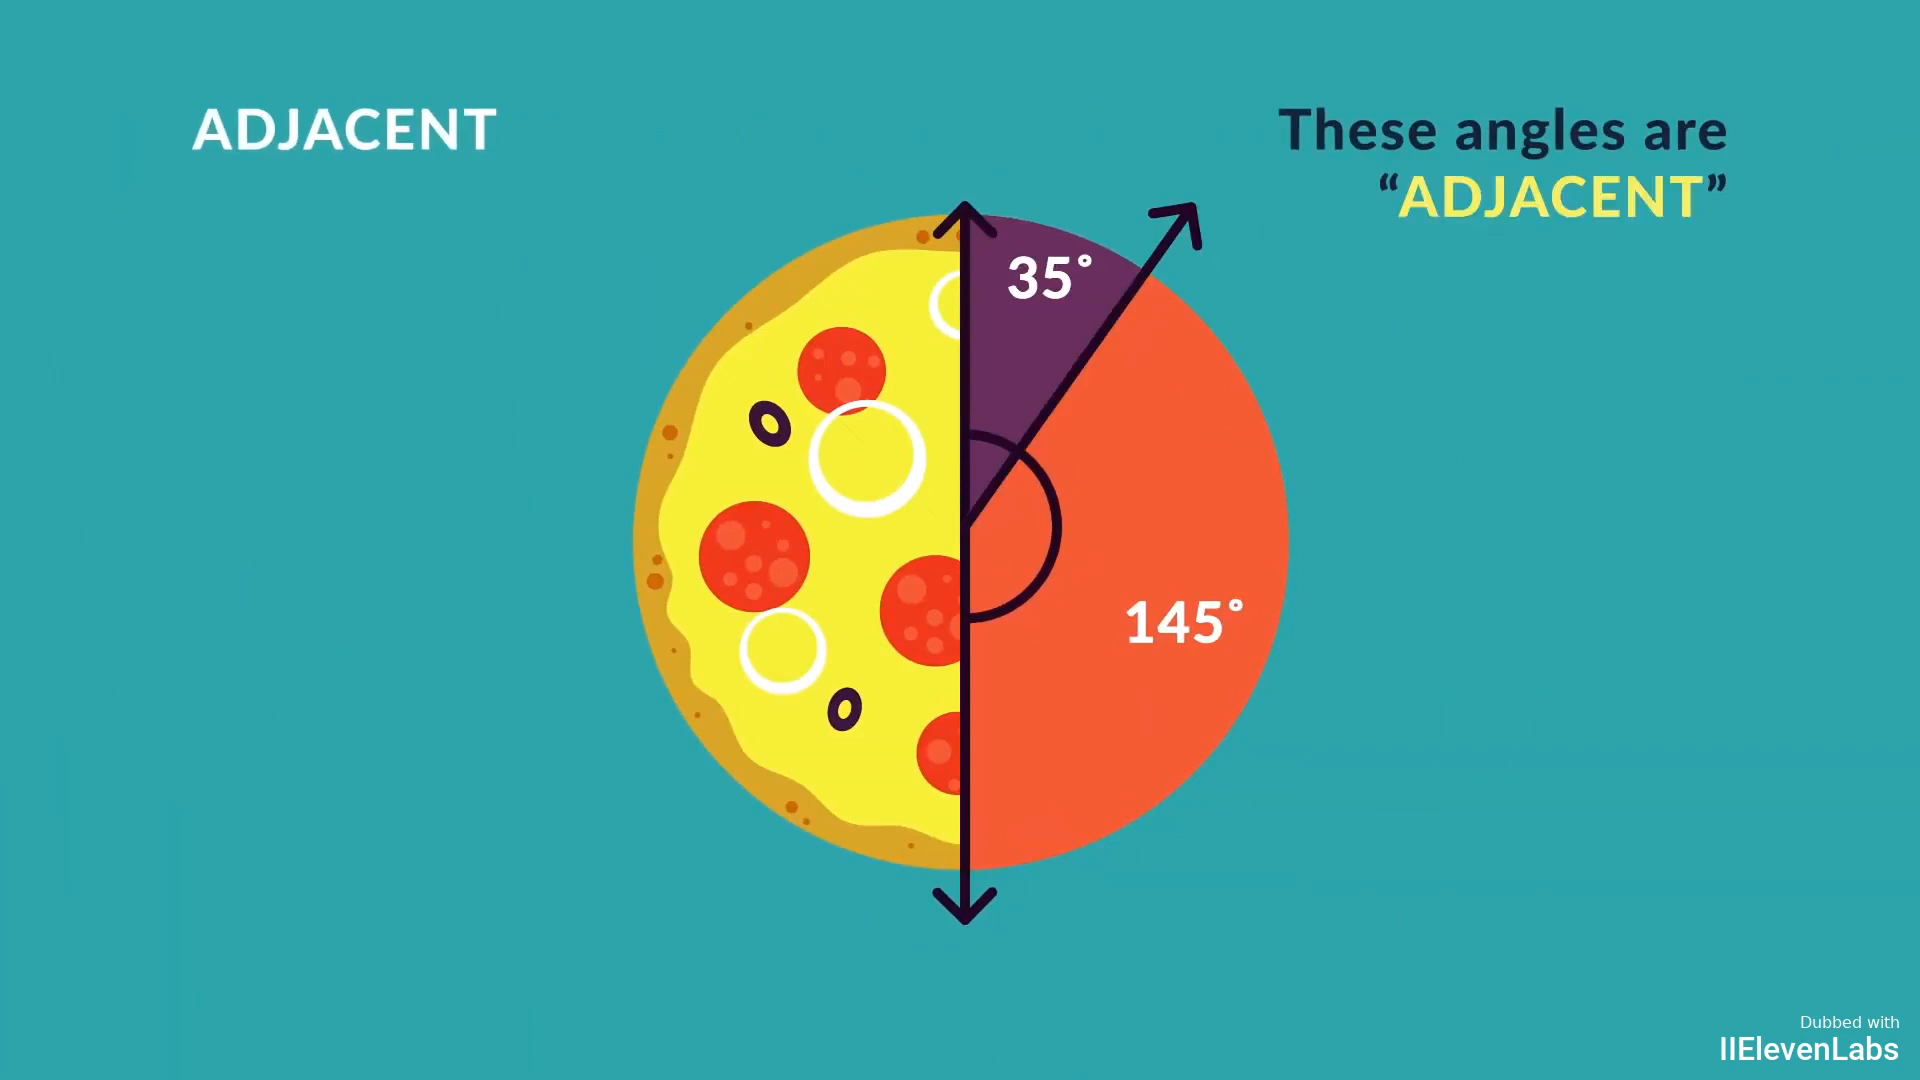 ADJACENT
These angles are
“ADJACENT”
35°
145°
Dubbed with
IIElevenLabs